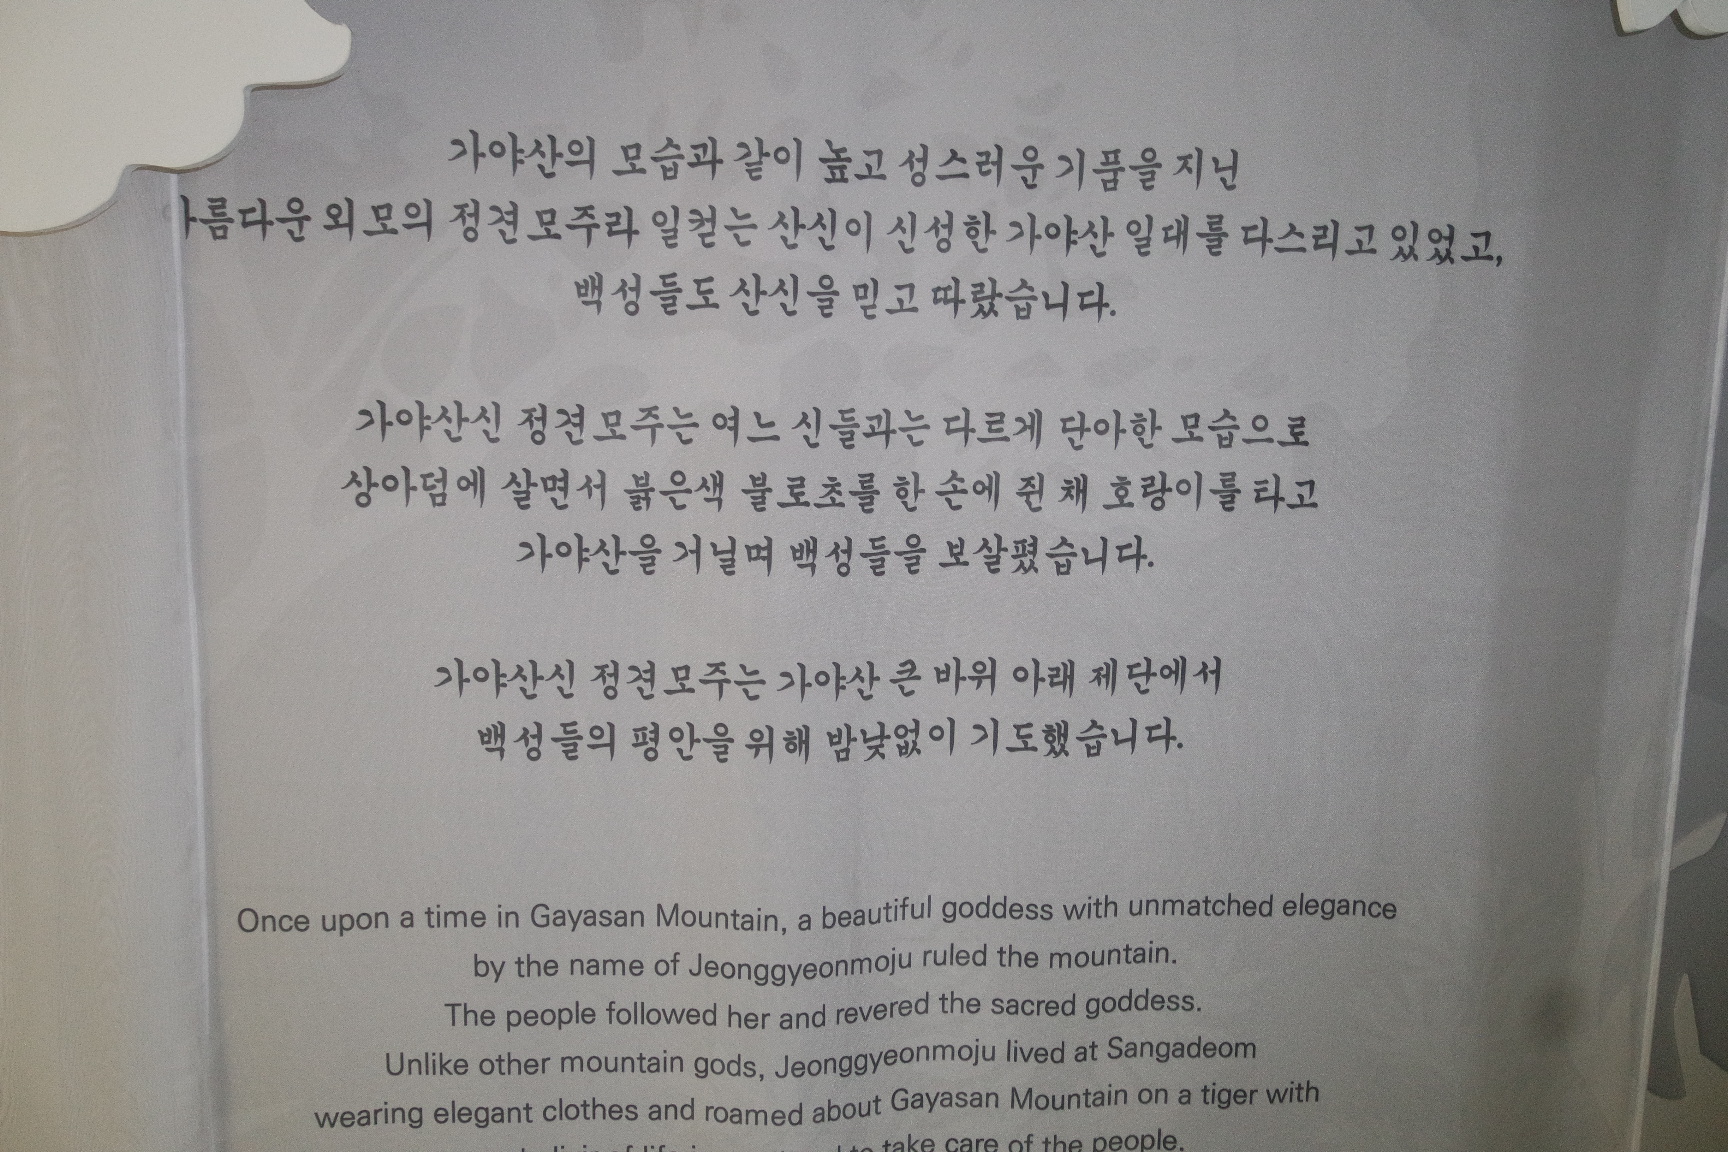 가야산의 모습과 같이 높고 성스러운 기품을 지닌
외모의 정견모주라 일컫는 산신이 신성한 가야산 일대를 다스리고 있었고,
백성들도 산신을 믿고 따랐습니다.
가야산신 정견모주는 여느 신들과는 다르게 단아한 모습으로
상아덤에 살면서 붉은색 불로초를 한 손에 쥔 채 호랑이를 타고
가야산을 거닐며 백성들을 보살폈습니다.
가야산신 정견모주는 가야산 큰 바위 아래 제단에서
백성들의 평안을 위해 밤낮없이 기도했습니다.
Once upon a time in Gayasan Mountain, a beautiful goddess with unmatched elegance
by the name of Jeonggyeonmoju ruled the mountain.
The people followed her and revered the sacred goddess.
Unlike other mountain gods, Jeonggyeonmoju lived at Sangadeom
wearing elegant clothes and roamed about Gayasan Mountain on a tiger with
to take care of the people.